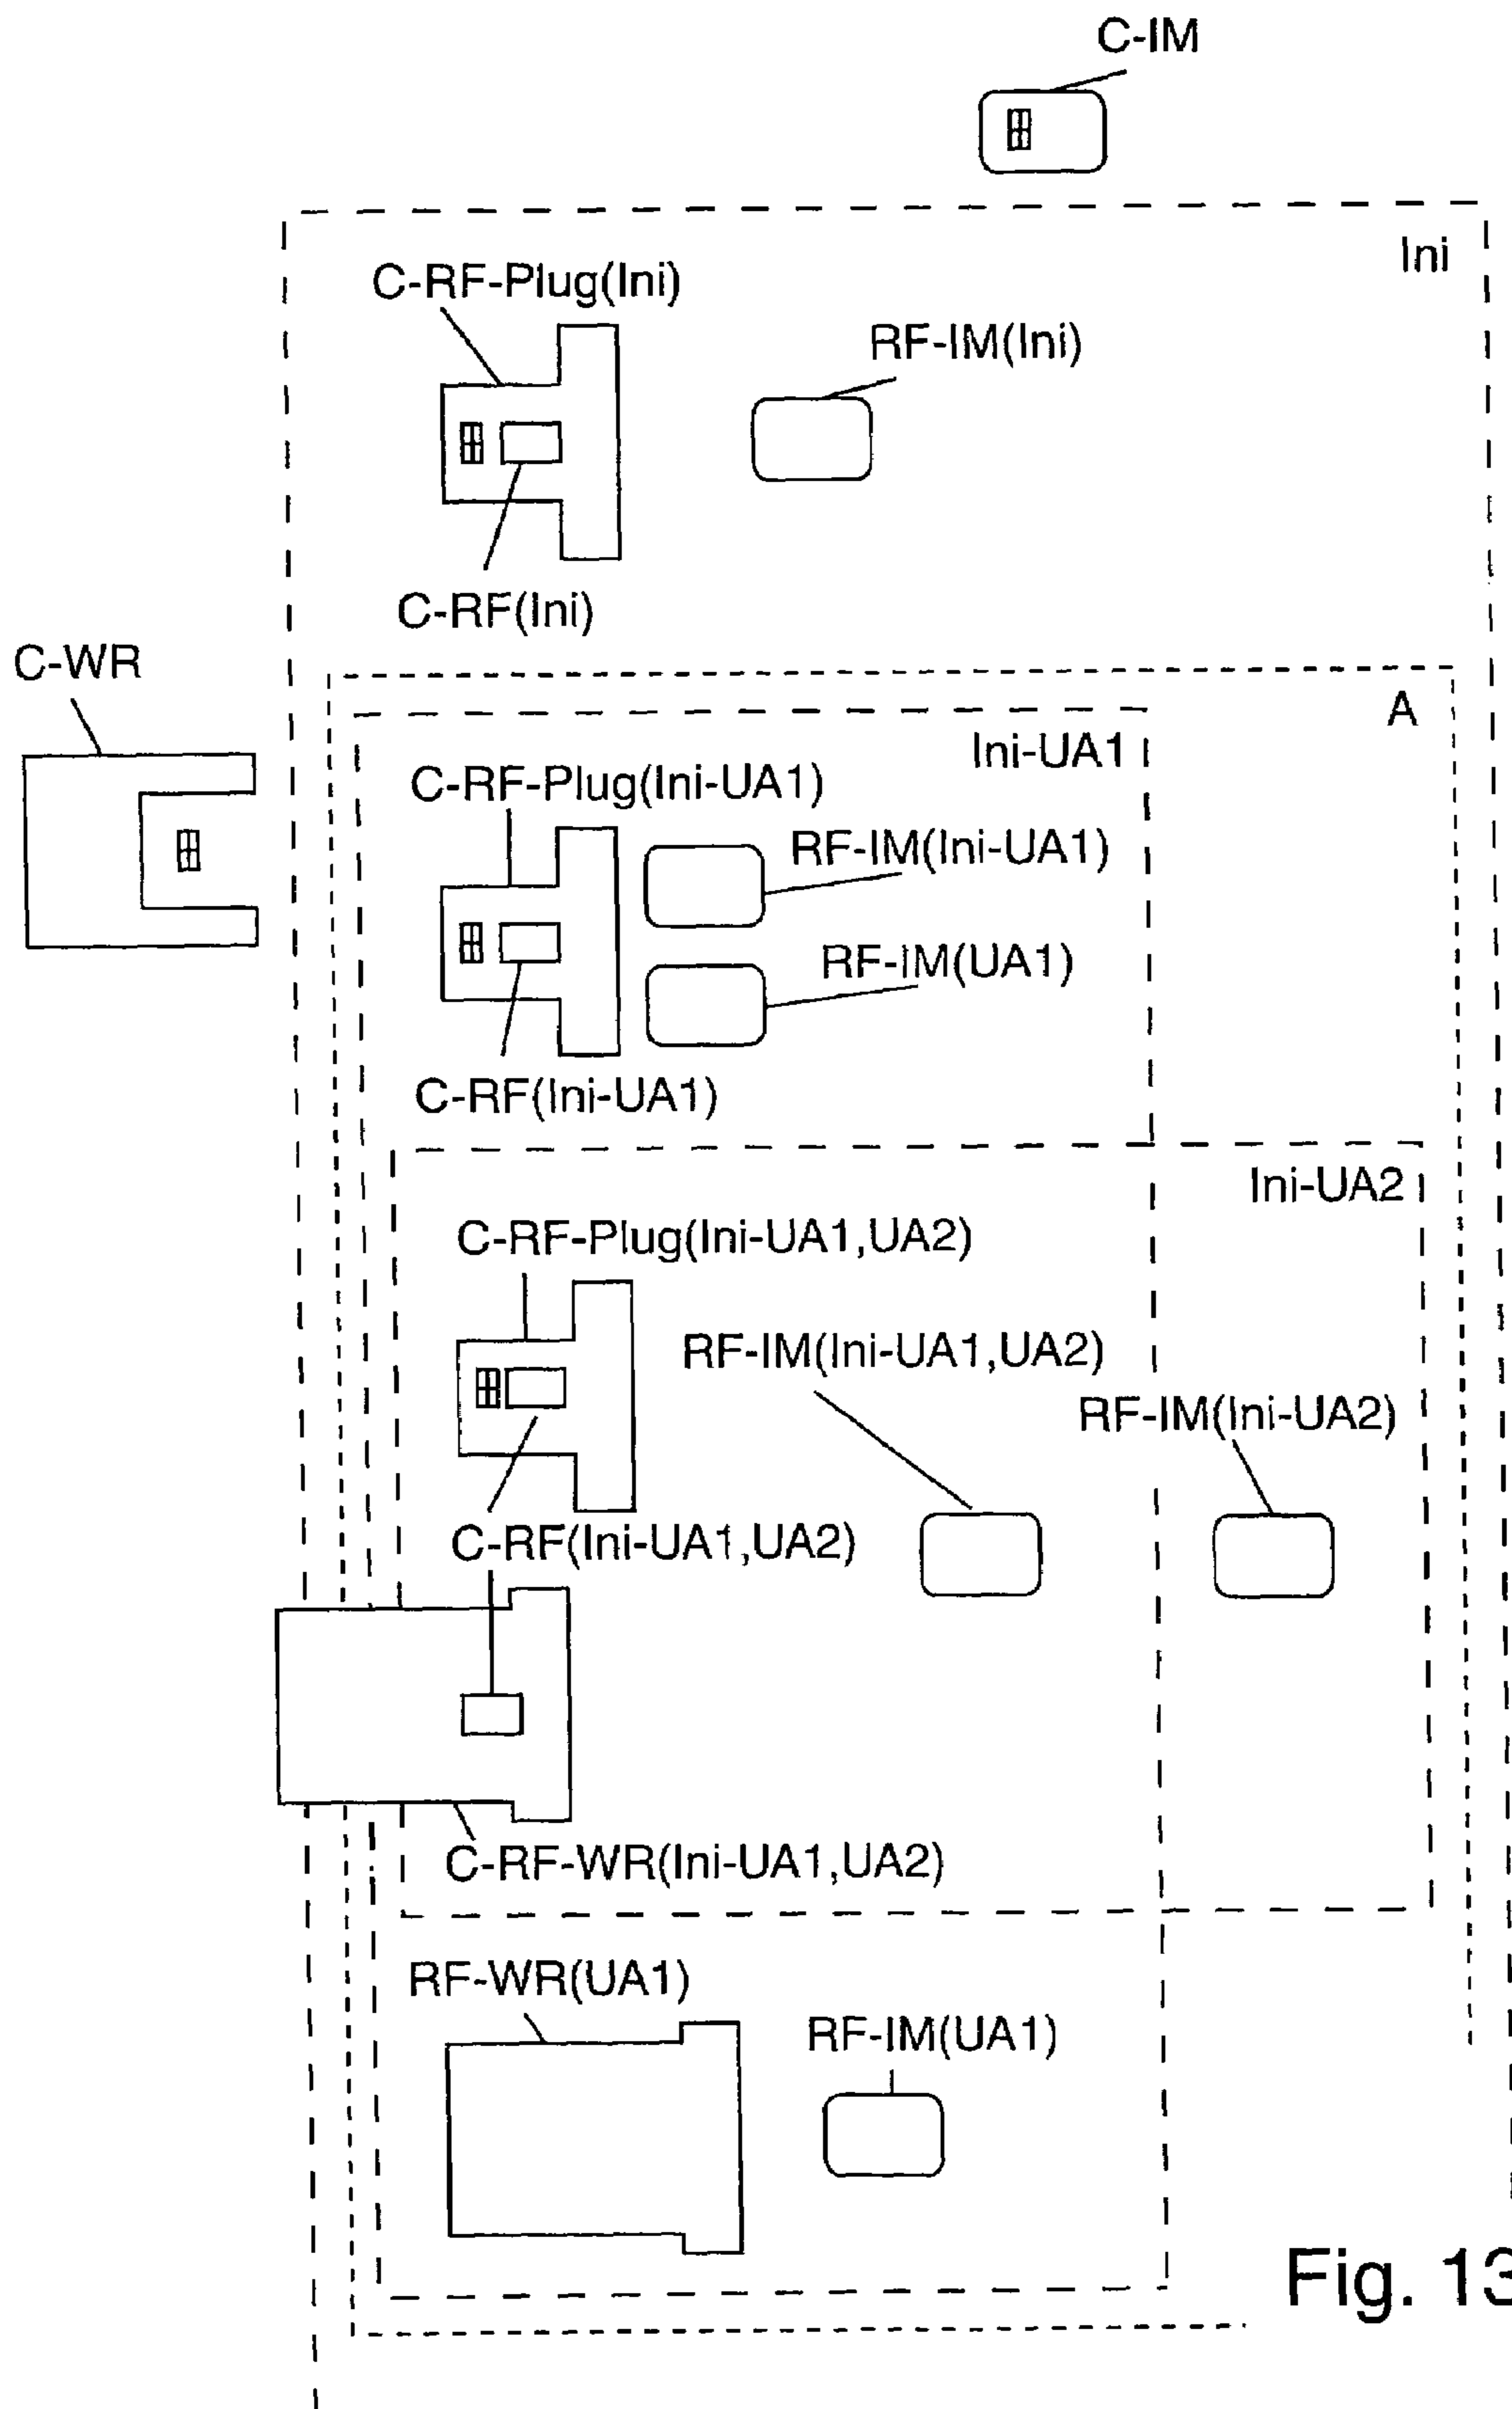 C-IM
Ini
C-RF-Plug(Ini)
RF-IM(Ini)
C-RF(Ini)
C-WR
A
Ini-UA1
C-RF-Plug(Ini-UA1)
RF-IM(Ini-UA1)
RF-IM(UA1)
C-RF(Ini-UA1)
Ini-UA2
C-RF-Plug(Ini-UA1,UA2)
RF-IM(Ini-UA1,UA2)
RF-IM(Ini-UA2)
C-RF(Ini-UA1,UA2)
C-RF-WR(Ini-UA1,UA2)
RF-WR(UA1)
RF-IM(UA1)
Fig. 13